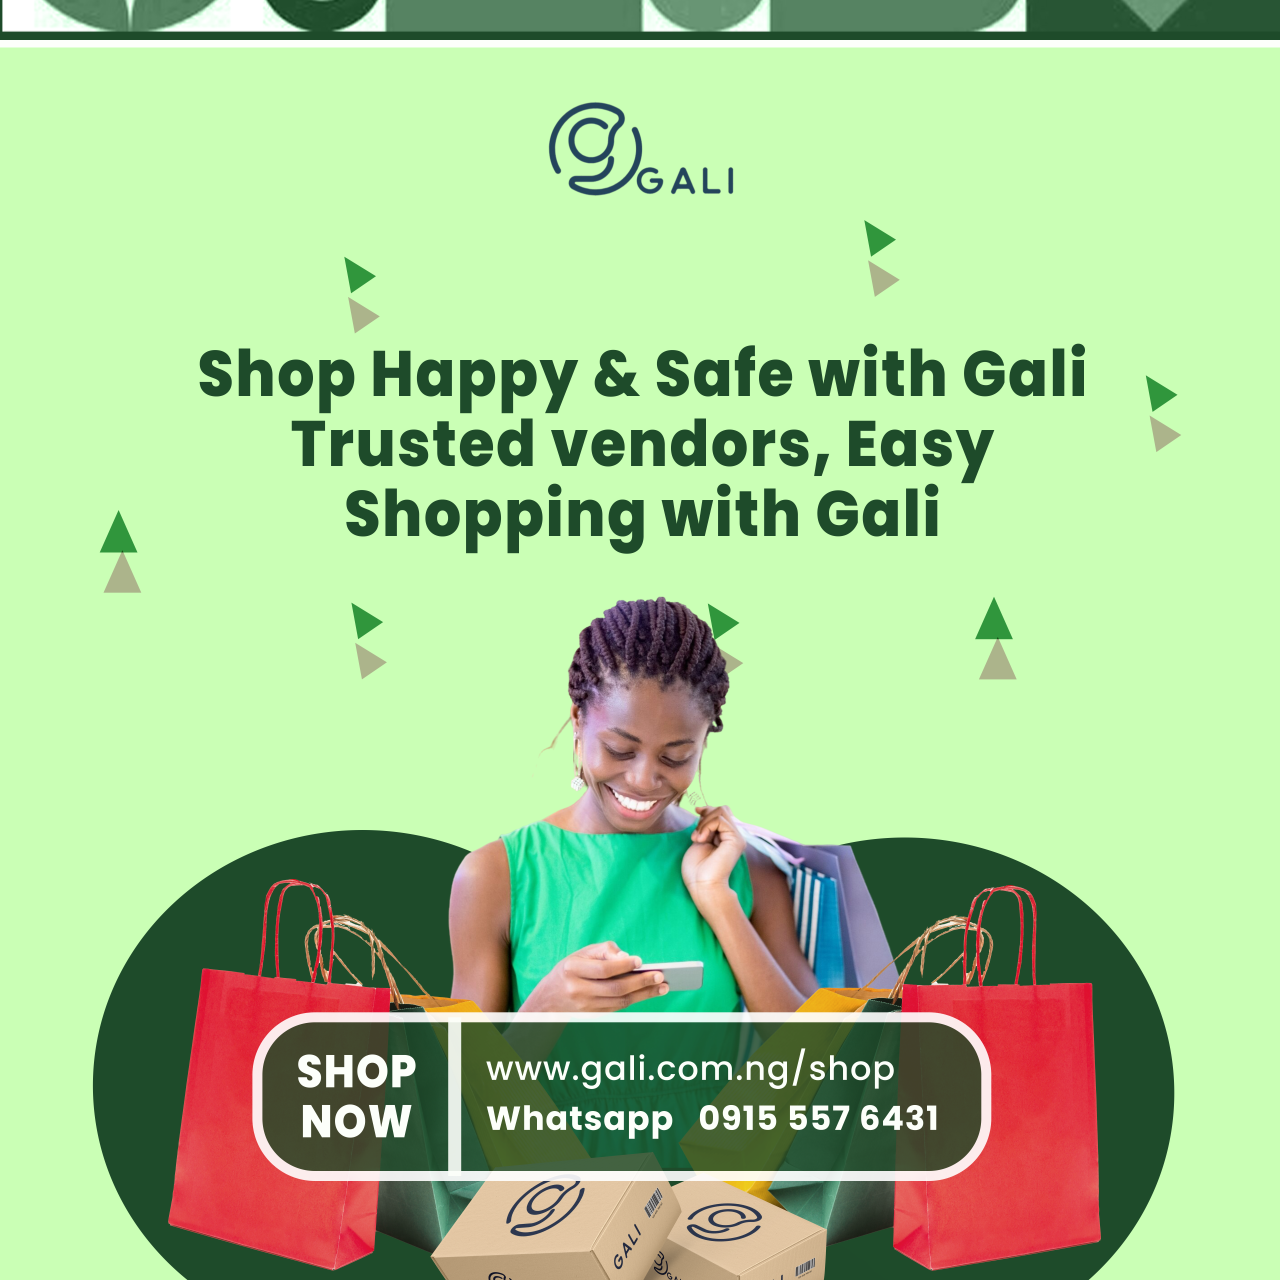 GALI
Shop Happy & Safe with Gali
Trusted vendors, Easy
Shopping with Gali
SHOP
NOW
www.gali.com.ng/shop
Whatsapp 0915 557 6431
GALI